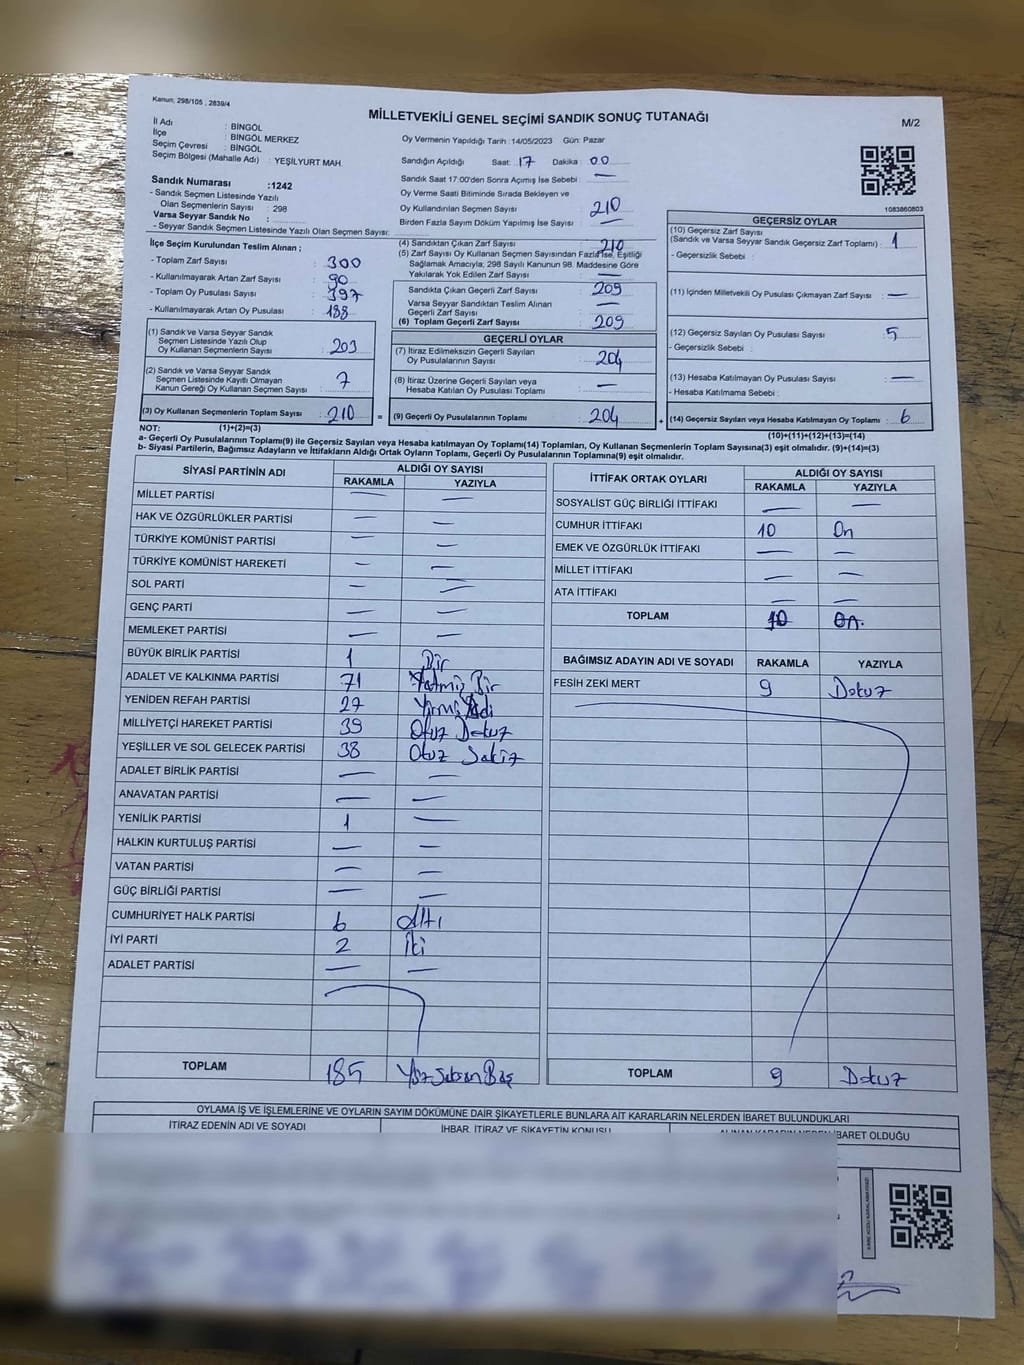 Kanun; 298/105 , 2839/4
MİLLETVEKİLİ GENEL SEÇİMİ SANDIK SONUÇ TUTANAĞI
M/2
İl Adı : BİNGÖL
İlçe : BİNGÖL MERKEZ
Seçim Çevresi : BİNGÖL
Seçim Bölgesi (Mahalle Adı) : YEŞİLYURT MAH.
Sandık Numarası :1242
- Sandık Seçmen Listesinde Yazılı
Olan Seçmenlerin Sayısı : 298
Varsa Seyyar Sandık No :
- Seyyar Sandık Seçmen Listesinde Yazılı Olan Seçmen Sayısı:
Oy Vermenin Yapıldığı Tarih :14/05/2023 Gün: Pazar
Sandığın Açıldığı Saat: 17 Dakika : 00
Sandık Saat 17:00'den Sonra Açımış İse Sebebi : —
Oy Verme Saati Bitiminde Sırada Bekleyen ve
Oy Kullandırılan Seçmen Sayısı : 210
Birden Fazla Sayım Döküm Yapılmış İse Sayısı : —
1083860803
İlçe Seçim Kurulundan Teslim Alınan ;
- Toplam Zarf Sayısı : 300
- Kullanılmayarak Artan Zarf Sayısı : 90
- Toplam Oy Pusulası Sayısı : 397
- Kullanılmayarak Artan Oy Pusulası : 188
(1) Sandık ve Varsa Seyyar Sandık
Seçmen Listesinde Yazılı Olup
Oy Kullanan Seçmenlerin Sayısı : 203
(2) Sandık ve Varsa Seyyar Sandık
Seçmen Listesinde Kayıtlı Olmayan
Kanun Gereği Oy Kullanan Seçmen Sayısı : 7
(3) Oy Kullanan Seçmenlerin Toplam Sayısı : 210 =
(4) Sandıktan Çıkan Zarf Sayısı : 210
(5) Zarf Sayısı Oy Kullanan Seçmen Sayısından Fazla İse, Eşitliği
Sağlamak Amacıyla, 298 Sayılı Kanunun 98. Maddesine Göre
Yakılarak Yok Edilen Zarf Sayısı : —
Sandıkta Çıkan Geçerli Zarf Sayısı : 209
Varsa Seyyar Sandıktan Teslim Alınan
Geçerli Zarf Sayısı : —
(6) Toplam Geçerli Zarf Sayısı : 209
GEÇERLİ OYLAR
(7) İtiraz Edilmeksizin Geçerli Sayılan
Oy Pusulalarının Sayısı : 204
(8) İtiraz Üzerine Geçerli Sayılan veya
Hesaba Katılan Oy Pusulası Toplamı : —
(9) Geçerli Oy Pusulalarının Toplamı : 204 +
GEÇERSİZ OYLAR
(10) Geçersiz Zarf Sayısı
(Sandık ve Varsa Seyyar Sandık Geçersiz Zarf Toplamı) : 1
- Geçersizlik Sebebi :
(11) İçinden Milletvekili Oy Pusulası Çıkmayan Zarf Sayısı : —
(12) Geçersiz Sayılan Oy Pusulası Sayısı : 5
- Geçersizlik Sebebi :
(13) Hesaba Katılmayan Oy Pusulası Sayısı : —
- Hesaba Katılmama Sebebi :
(14) Geçersiz Sayılan veya Hesaba Katılmayan Oy Toplamı : 6
NOT: (1)+(2)=(3) (10)+(11)+(12)+(13)=(14)
a- Geçerli Oy Pusulalarının Toplamı(9) ile Geçersiz Sayılan veya Hesaba katılmayan Oy Toplamı(14) Toplamları, Oy Kullanan Seçmenlerin Toplam Sayısına(3) eşit olmalıdır. (9)+(14)=(3)
b- Siyasi Partilerin, Bağımsız Adayların ve İttifakların Aldığı Ortak Oyların Toplamı, Geçerli Oy Pusulalarının Toplamına(9) eşit olmalıdır.
SİYASİ PARTİNİN ADI ALDIĞI OY SAYISI
RAKAMLA YAZIYLA
MİLLET PARTİSİ — —
HAK VE ÖZGÜRLÜKLER PARTİSİ — —
TÜRKİYE KOMÜNİST PARTİSİ — —
TÜRKİYE KOMÜNİST HAREKETİ — —
SOL PARTİ — —
GENÇ PARTİ — —
MEMLEKET PARTİSİ — —
BÜYÜK BİRLİK PARTİSİ 1 Bir
ADALET VE KALKINMA PARTİSİ 71 Yetmiş Bir
YENİDEN REFAH PARTİSİ 27 Yirmi Yedi
MİLLİYETÇİ HAREKET PARTİSİ 39 Otuz Dokuz
YEŞİLLER VE SOL GELECEK PARTİSİ 38 Otuz Sekiz
ADALET BİRLİK PARTİSİ — —
ANAVATAN PARTİSİ — —
YENİLİK PARTİSİ 1 —
HALKIN KURTULUŞ PARTİSİ — —
VATAN PARTİSİ — —
GÜÇ BİRLİĞİ PARTİSİ — —
CUMHURİYET HALK PARTİSİ 6 Altı
İYİ PARTİ 2 İki
ADALET PARTİSİ — —
TOPLAM 185 Yüz Seksen Beş
İTTİFAK ORTAK OYLARI ALDIĞI OY SAYISI
RAKAMLA YAZIYLA
SOSYALİST GÜÇ BİRLİĞİ İTTİFAKI — —
CUMHUR İTTİFAKI 10 On
EMEK VE ÖZGÜRLÜK İTTİFAKI — —
MİLLET İTTİFAKI — —
ATA İTTİFAKI — —
TOPLAM 10 On.
BAĞIMSIZ ADAYIN ADI VE SOYADI RAKAMLA YAZIYLA
FESİH ZEKİ MERT 9 Dokuz
TOPLAM 9 Dokuz
OYLAMA İŞ VE İŞLEMLERİNE VE OYLARIN SAYIM DÖKÜMÜNE DAİR ŞİKAYETLERLE BUNLARA AİT KARARLARIN NELERDEN İBARET BULUNDUKLARI
İTİRAZ EDENİN ADI VE SOYADI İHBAR, İTİRAZ VE ŞİKAYETİN KONUSU ALINAN KARARIN NEDEN İBARET OLDUĞU